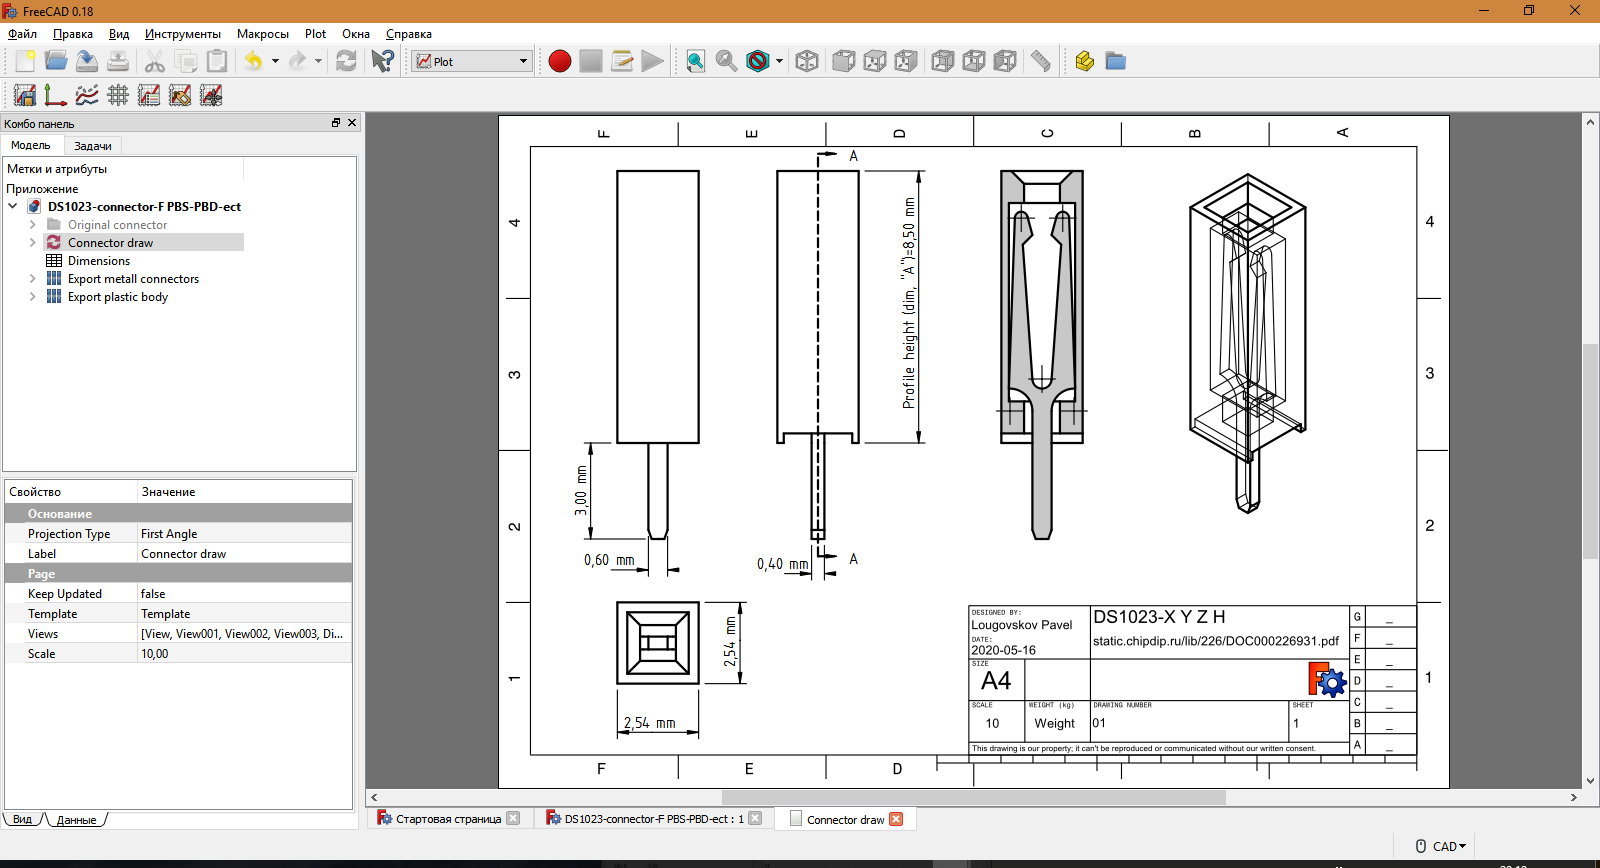 FreeCAD 0.18
Файл Правка Вид Инструменты Макросы Plot Окна Справка
Plot
Комбо панель
Модель Задачи
Метки и атрибуты
Приложение
DS1023-connector-F PBS-PBD-ect
Original connector
Connector draw
Dimensions
Export metall connectors
Export plastic body
Свойство Значение
Основание
Projection Type First Angle
Label Connector draw
Page
Keep Updated false
Template Template
Views [View, View001, View002, View003, Di...
Scale 10,00
Вид Данные
F E D C B A
4 4
3 3
2 2
1 1
A
A
Profile height (dim, "A")=8,50 mm
3,00 mm
0,60 mm
0,40 mm
2,54 mm
2,54 mm
DESIGNED BY:
Lougovskov Pavel
DATE:
2020-05-16
DS1023-X Y Z H
static.chipdip.ru/lib/226/DOC000226931.pdf
SIZE
A4
SCALE
10
WEIGHT (kg)
Weight
DRAWING NUMBER
01
SHEET
1
This drawing is our property; it can't be reproduced or communicated without our written consent.
G _
F _
E _
D _
C _
B _
A _
F E D
Стартовая страница DS1023-connector-F PBS-PBD-ect : 1 Connector draw
CAD